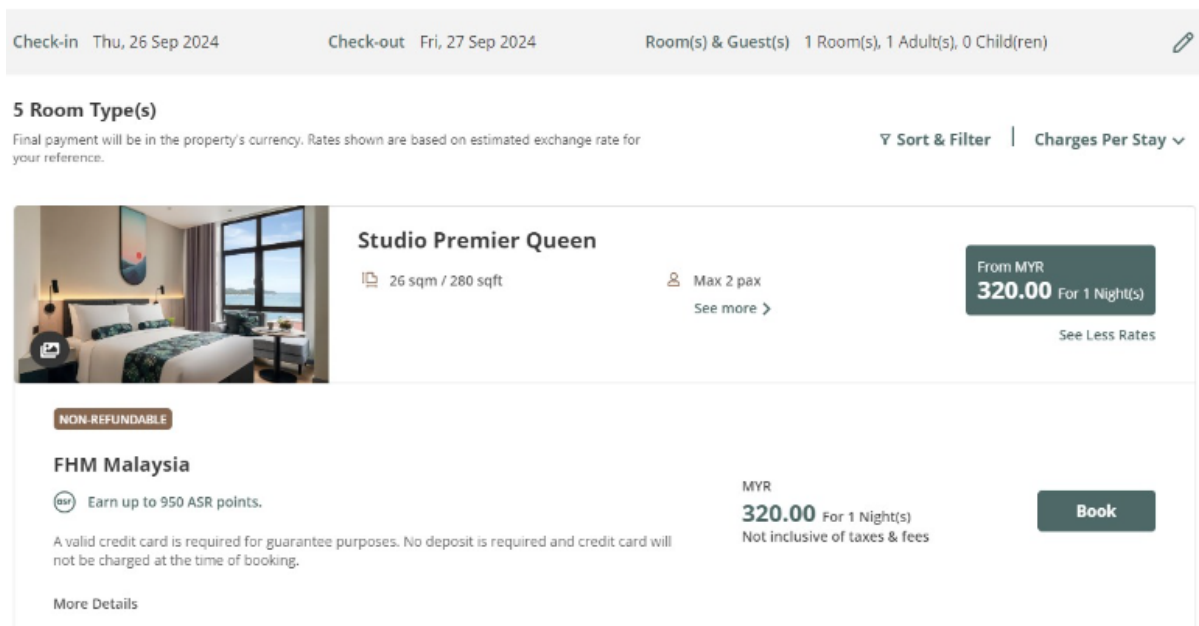 Check-in Thu, 26 Sep 2024 Check-out Fri, 27 Sep 2024 Room(s) & Guest(s) 1 Room(s), 1 Adult(s), 0 Child(ren)
5 Room Type(s)
Final payment will be in the property's currency. Rates shown are based on estimated exchange rate for
your reference.
Sort & Filter | Charges Per Stay
Studio Premier Queen
26 sqm / 280 sqft
Max 2 pax
See more
From MYR
320.00 For 1 Night(s)
See Less Rates
NON-REFUNDABLE
FHM Malaysia
asr Earn up to 950 ASR points.
A valid credit card is required for guarantee purposes. No deposit is required and credit card will
not be charged at the time of booking.
More Details
MYR
320.00 For 1 Night(s)
Not inclusive of taxes & fees
Book